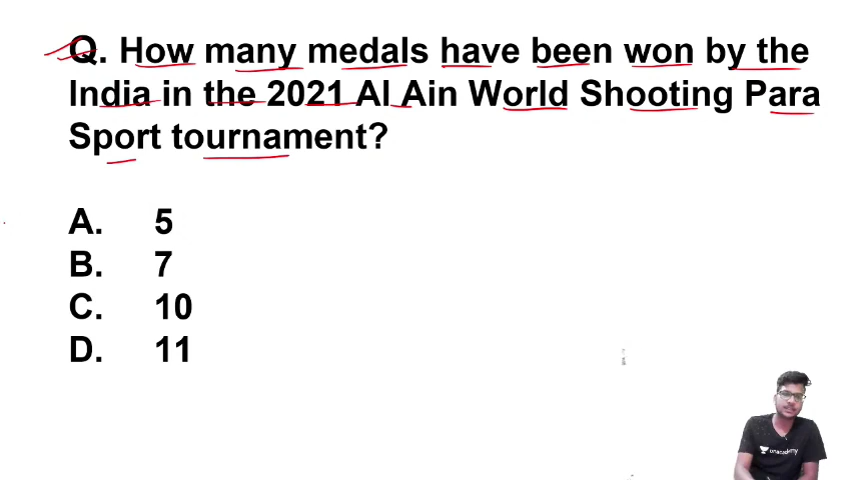 Q. How many medals have been won by the
India in the 2021 Al Ain World Shooting Para
Sport tournament?
A. 5
B. 7
C. 10
D. 11
unacademy